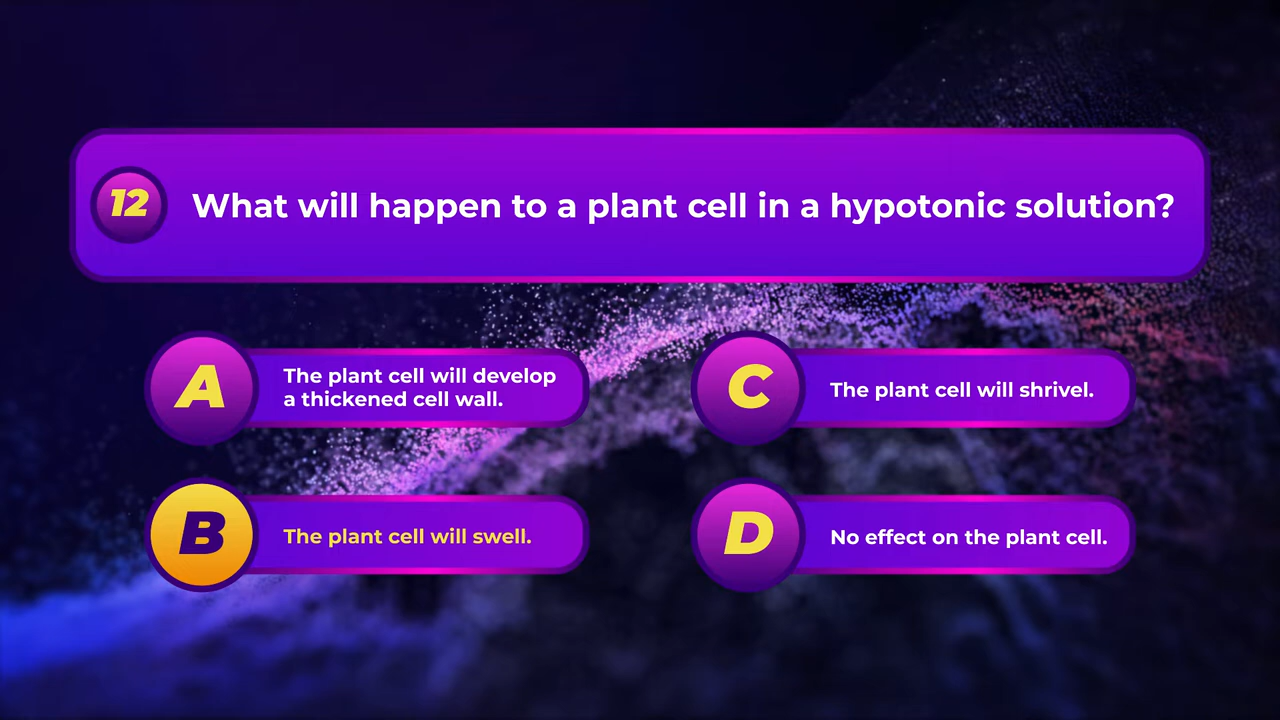 12
What will happen to a plant cell in a hypotonic solution?
A
The plant cell will develop
a thickened cell wall.
B
The plant cell will swell.
C
The plant cell will shrivel.
D
No effect on the plant cell.